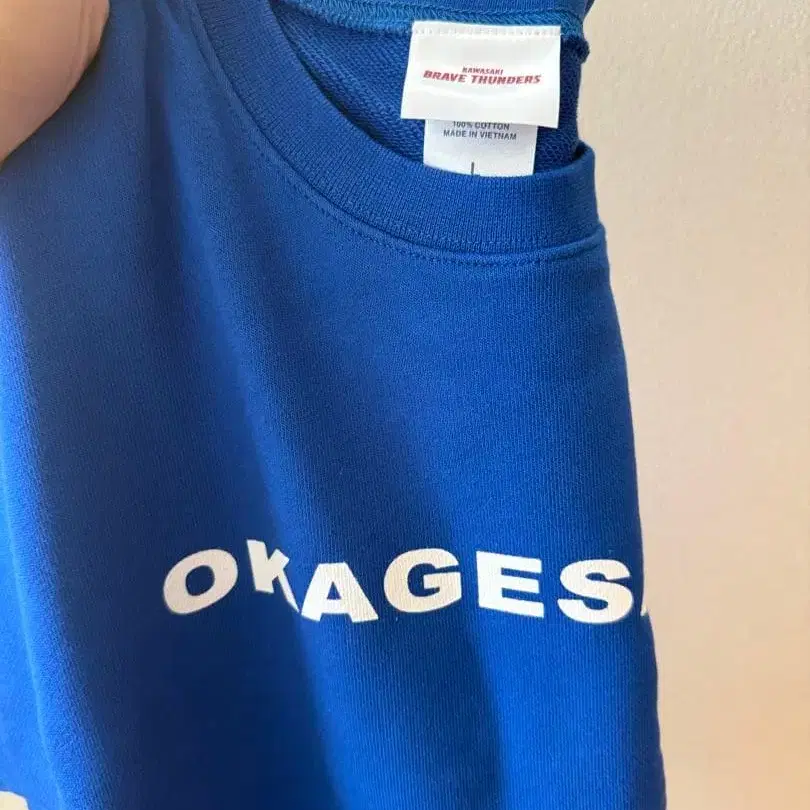 KAWASAKI
BRAVE THUNDERS
100% COTTON
MADE IN VIETNAM
OKAGES